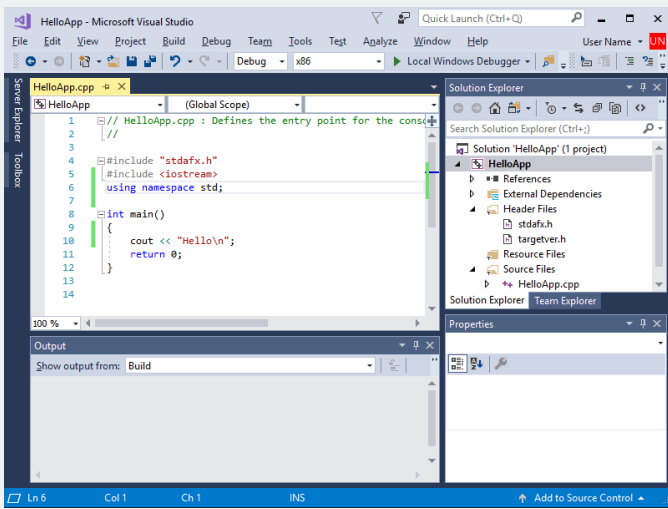 HelloApp - Microsoft Visual Studio
Quick Launch (Ctrl+Q)
File Edit View Project Build Debug Team Tools Test Analyze Window Help
User Name UN
Debug x86 Local Windows Debugger
Server Explorer
Toolbox
HelloApp.cpp
HelloApp (Global Scope)
1 // HelloApp.cpp : Defines the entry point for the conso
2 //
3
4 #include "stdafx.h"
5 #include <iostream>
6 using namespace std;
7
8 int main()
9 {
10 cout << "Hello\n";
11 return 0;
12 }
13
14
100 %
Output
Show output from: Build
Solution Explorer
Search Solution Explorer (Ctrl+;)
Solution 'HelloApp' (1 project)
HelloApp
References
External Dependencies
Header Files
stdafx.h
targetver.h
Resource Files
Source Files
HelloApp.cpp
Solution Explorer Team Explorer
Properties
Ln 6 Col 1 Ch 1 INS
Add to Source Control